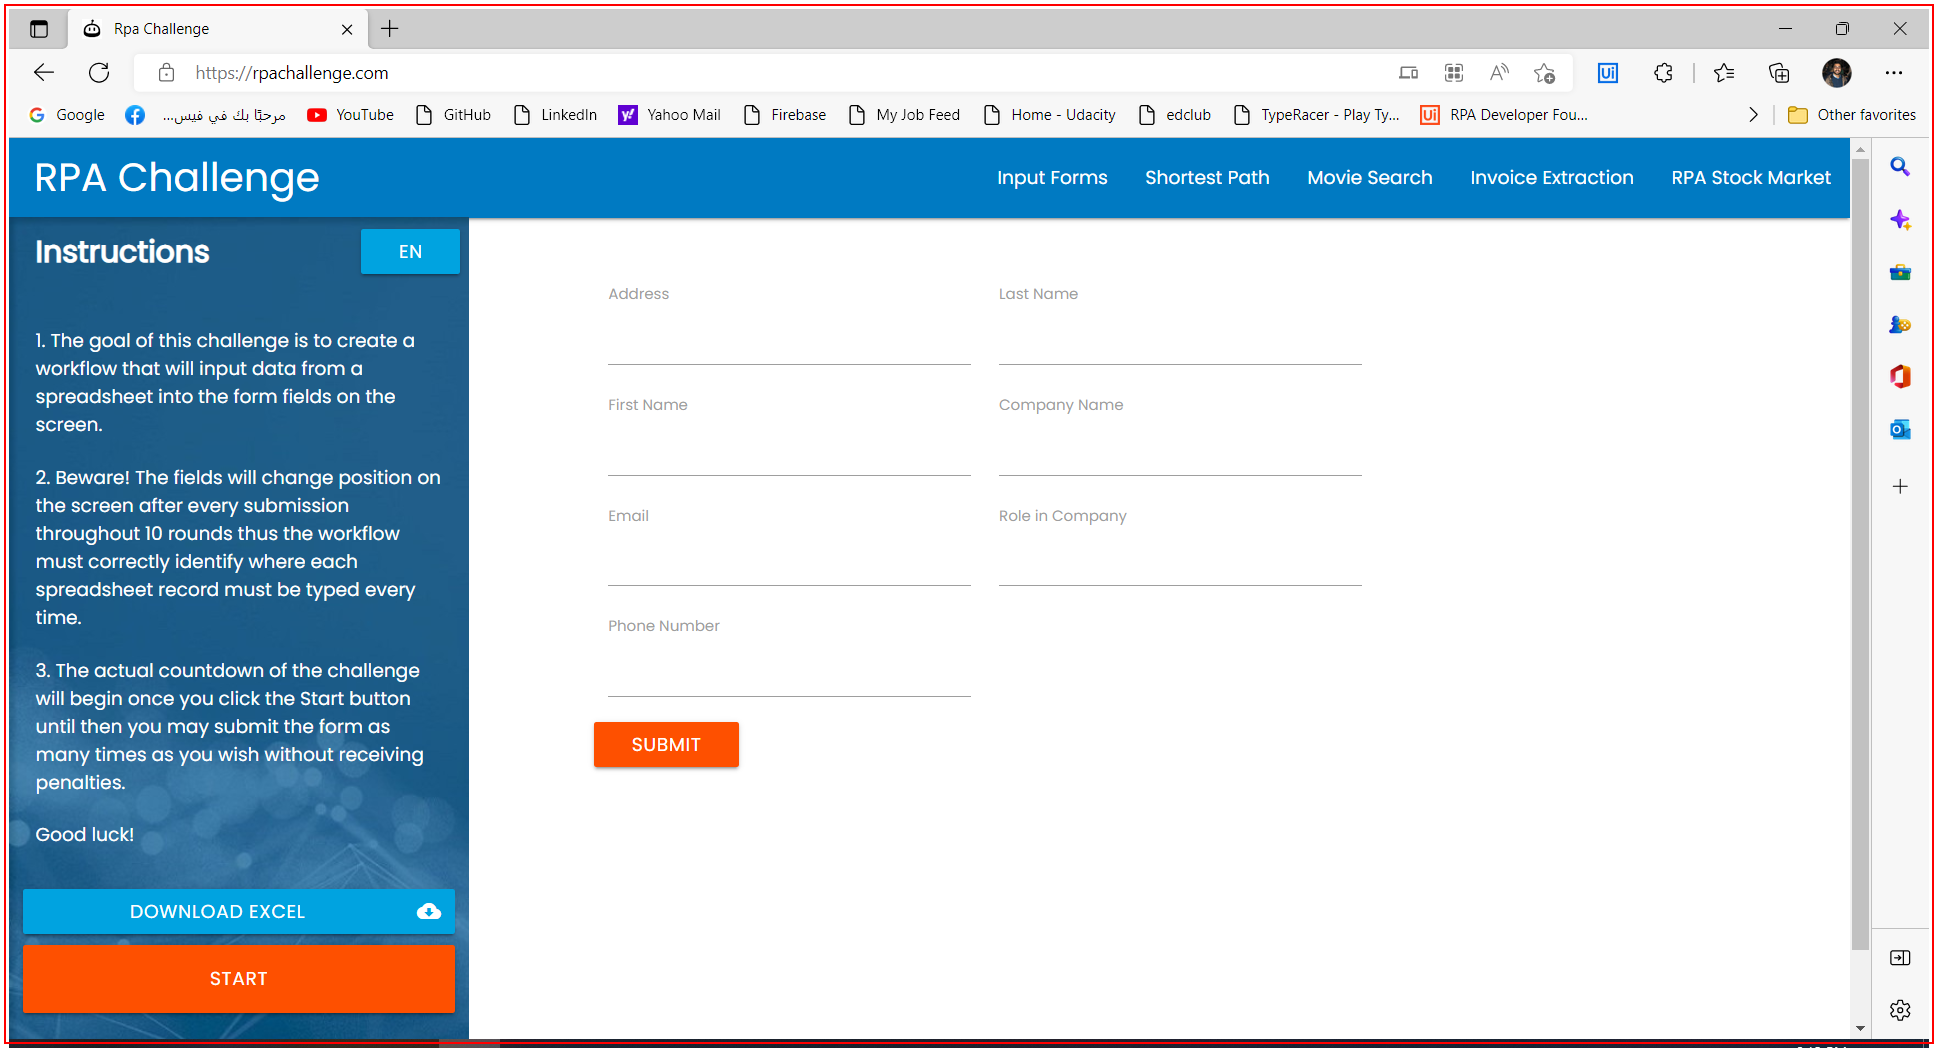 Rpa Challenge
https://rpachallenge.com
Google
مرحبًا بك في فيس...
YouTube
GitHub
LinkedIn
Yahoo Mail
Firebase
My Job Feed
Home - Udacity
edclub
TypeRacer - Play Ty...
RPA Developer Fou...
Other favorites
RPA Challenge
Input Forms
Shortest Path
Movie Search
Invoice Extraction
RPA Stock Market
Instructions
EN
1. The goal of this challenge is to create a
workflow that will input data from a
spreadsheet into the form fields on the
screen.
2. Beware! The fields will change position on
the screen after every submission
throughout 10 rounds thus the workflow
must correctly identify where each
spreadsheet record must be typed every
time.
3. The actual countdown of the challenge
will begin once you click the Start button
until then you may submit the form as
many times as you wish without receiving
penalties.
Good luck!
DOWNLOAD EXCEL
START
Address
Last Name
First Name
Company Name
Email
Role in Company
Phone Number
SUBMIT